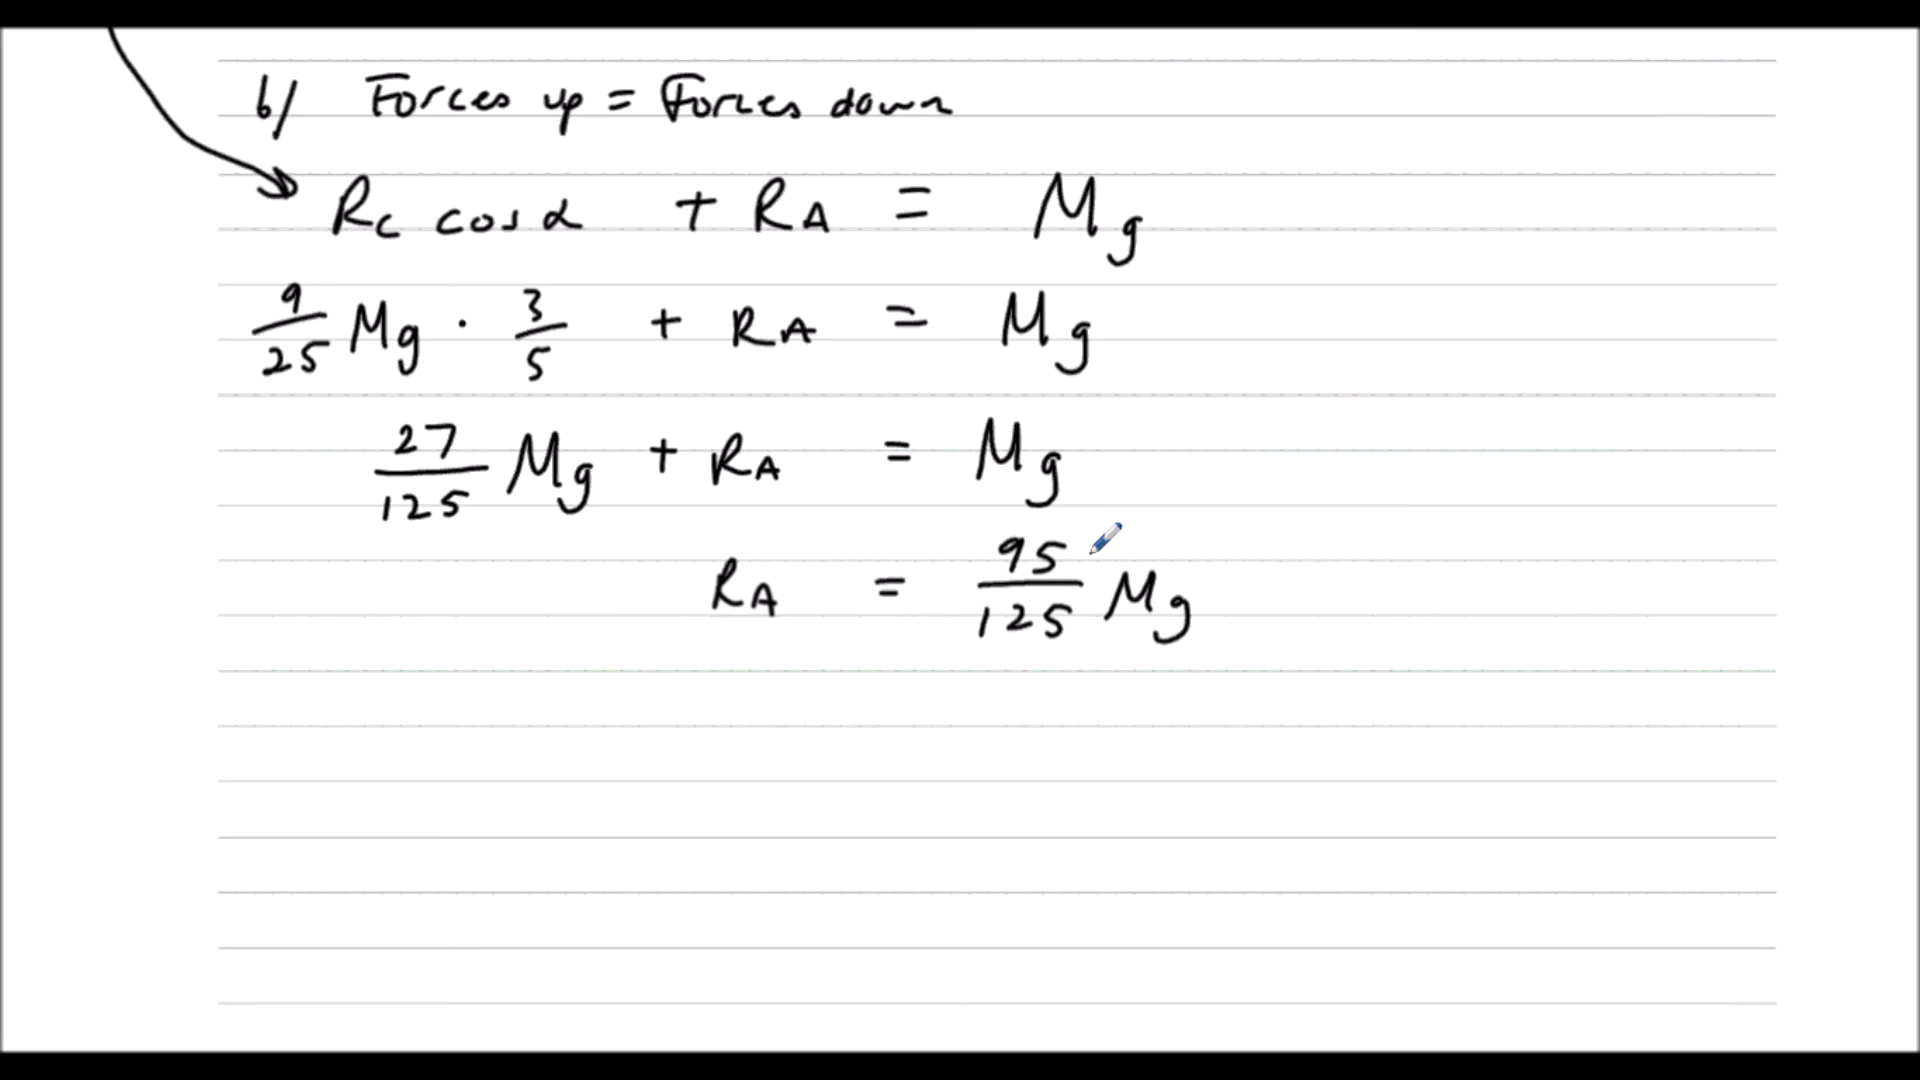 b/ Forces up = Forces down
Rc cos α + RA = Mg
9/25 Mg · 3/5 + RA = Mg
27/125 Mg + RA = Mg
RA = 95/125 Mg